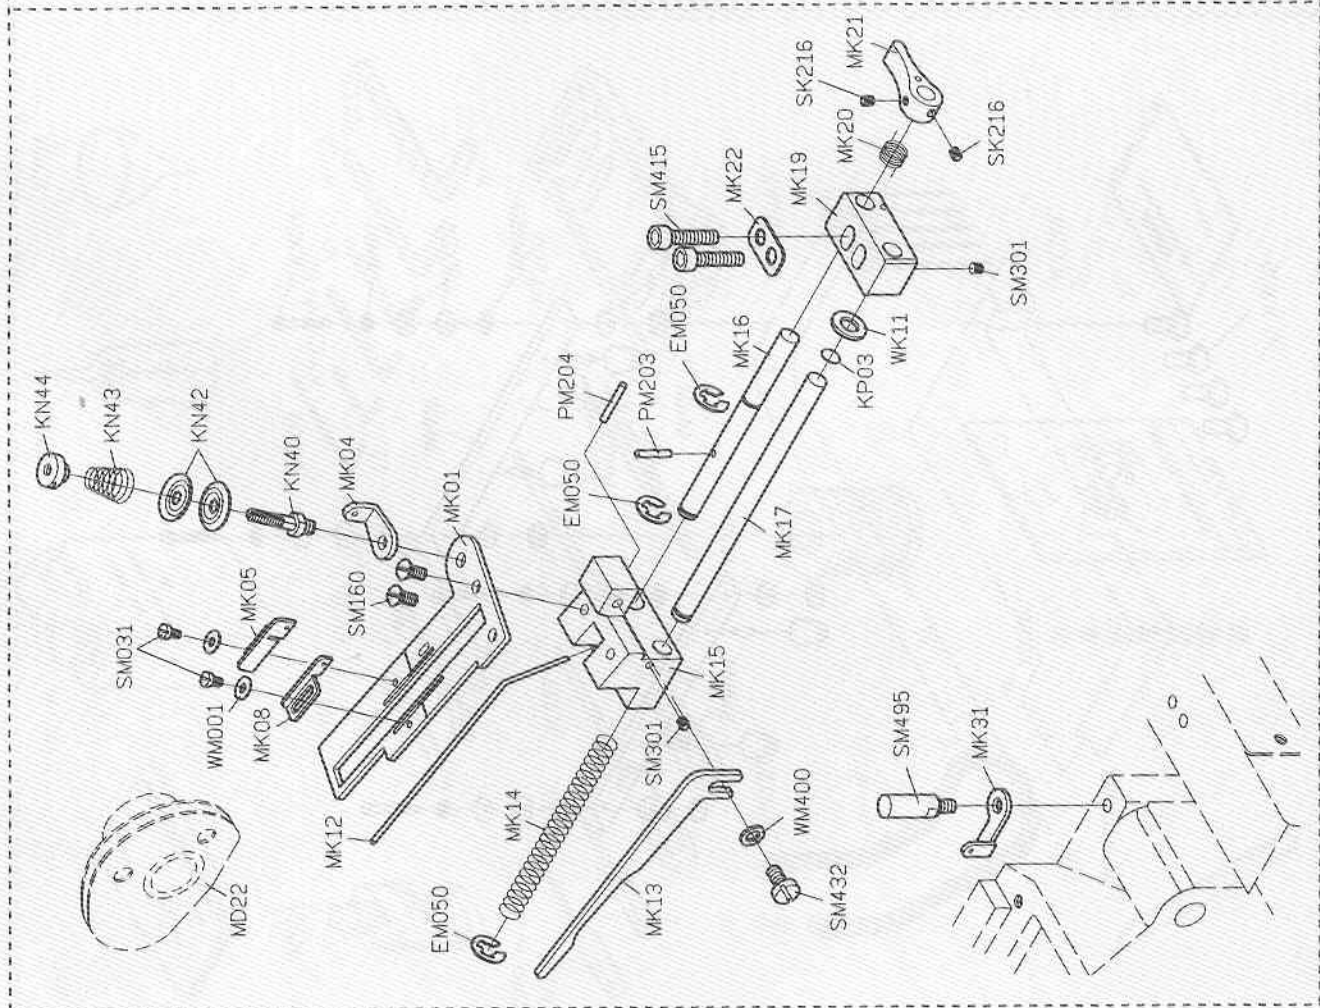 KN44
KN43
KN42
KN40
MK04
MK01
SM031
MK05
WM001
MK08
SM160
MD22
MK12
MK14
EM050
MK13
SM301
WM400
SM432
MK15
PM204
EM050
PM203
EM050
MK16
MK17
KP03
WK11
SM415
MK22
MK19
MK20
SK216
MK21
SK216
SM301
SM495
MK31